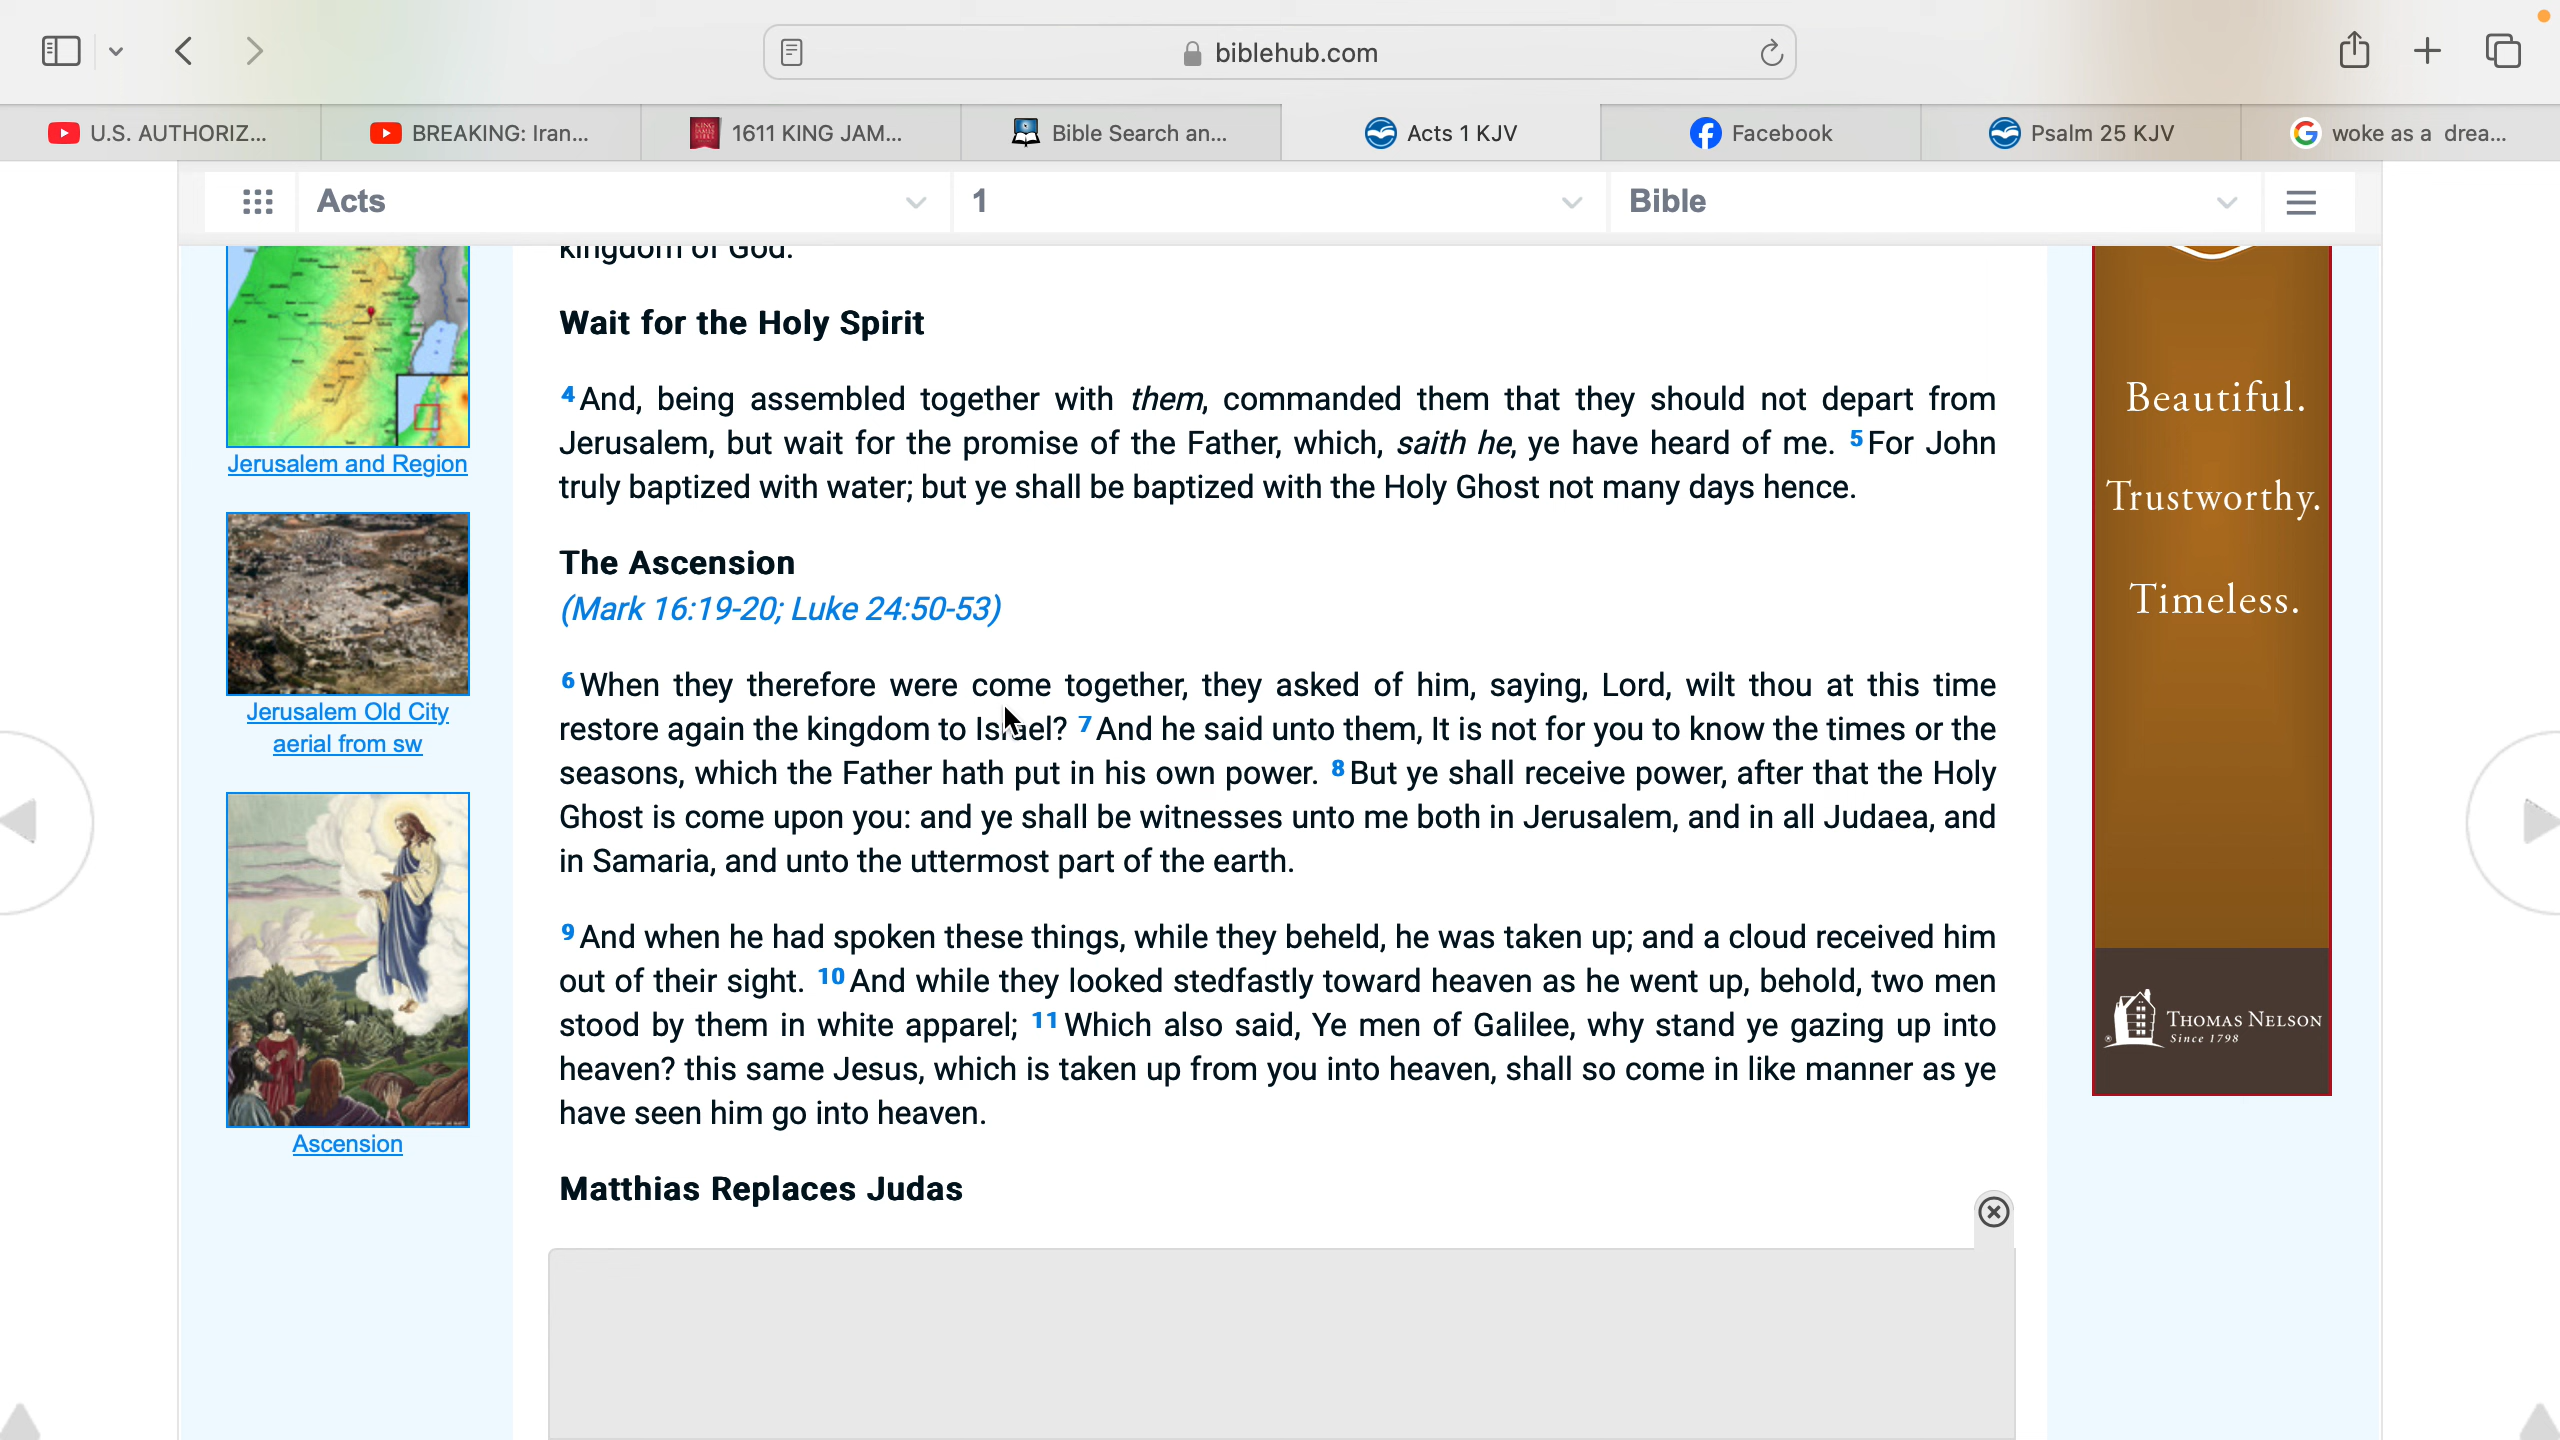 biblehub.com
U.S. AUTHORIZ...
BREAKING: Iran...
1611 KING JAM...
Bible Search an...
Acts 1 KJV
Facebook
Psalm 25 KJV
woke as a drea...
Acts
1
Bible
kingdom of God.
Wait for the Holy Spirit
4 And, being assembled together with them, commanded them that they should not depart from
Jerusalem, but wait for the promise of the Father, which, saith he, ye have heard of me. 5 For John
truly baptized with water; but ye shall be baptized with the Holy Ghost not many days hence.
The Ascension
(Mark 16:19-20; Luke 24:50-53)
6 When they therefore were come together, they asked of him, saying, Lord, wilt thou at this time
restore again the kingdom to Israel? 7 And he said unto them, It is not for you to know the times or the
seasons, which the Father hath put in his own power. 8 But ye shall receive power, after that the Holy
Ghost is come upon you: and ye shall be witnesses unto me both in Jerusalem, and in all Judaea, and
in Samaria, and unto the uttermost part of the earth.
9 And when he had spoken these things, while they beheld, he was taken up; and a cloud received him
out of their sight. 10 And while they looked stedfastly toward heaven as he went up, behold, two men
stood by them in white apparel; 11 Which also said, Ye men of Galilee, why stand ye gazing up into
heaven? this same Jesus, which is taken up from you into heaven, shall so come in like manner as ye
have seen him go into heaven.
Matthias Replaces Judas
Jerusalem and Region
Jerusalem Old City
aerial from sw
Ascension
Beautiful.
Trustworthy.
Timeless.
THOMAS NELSON
Since 1798